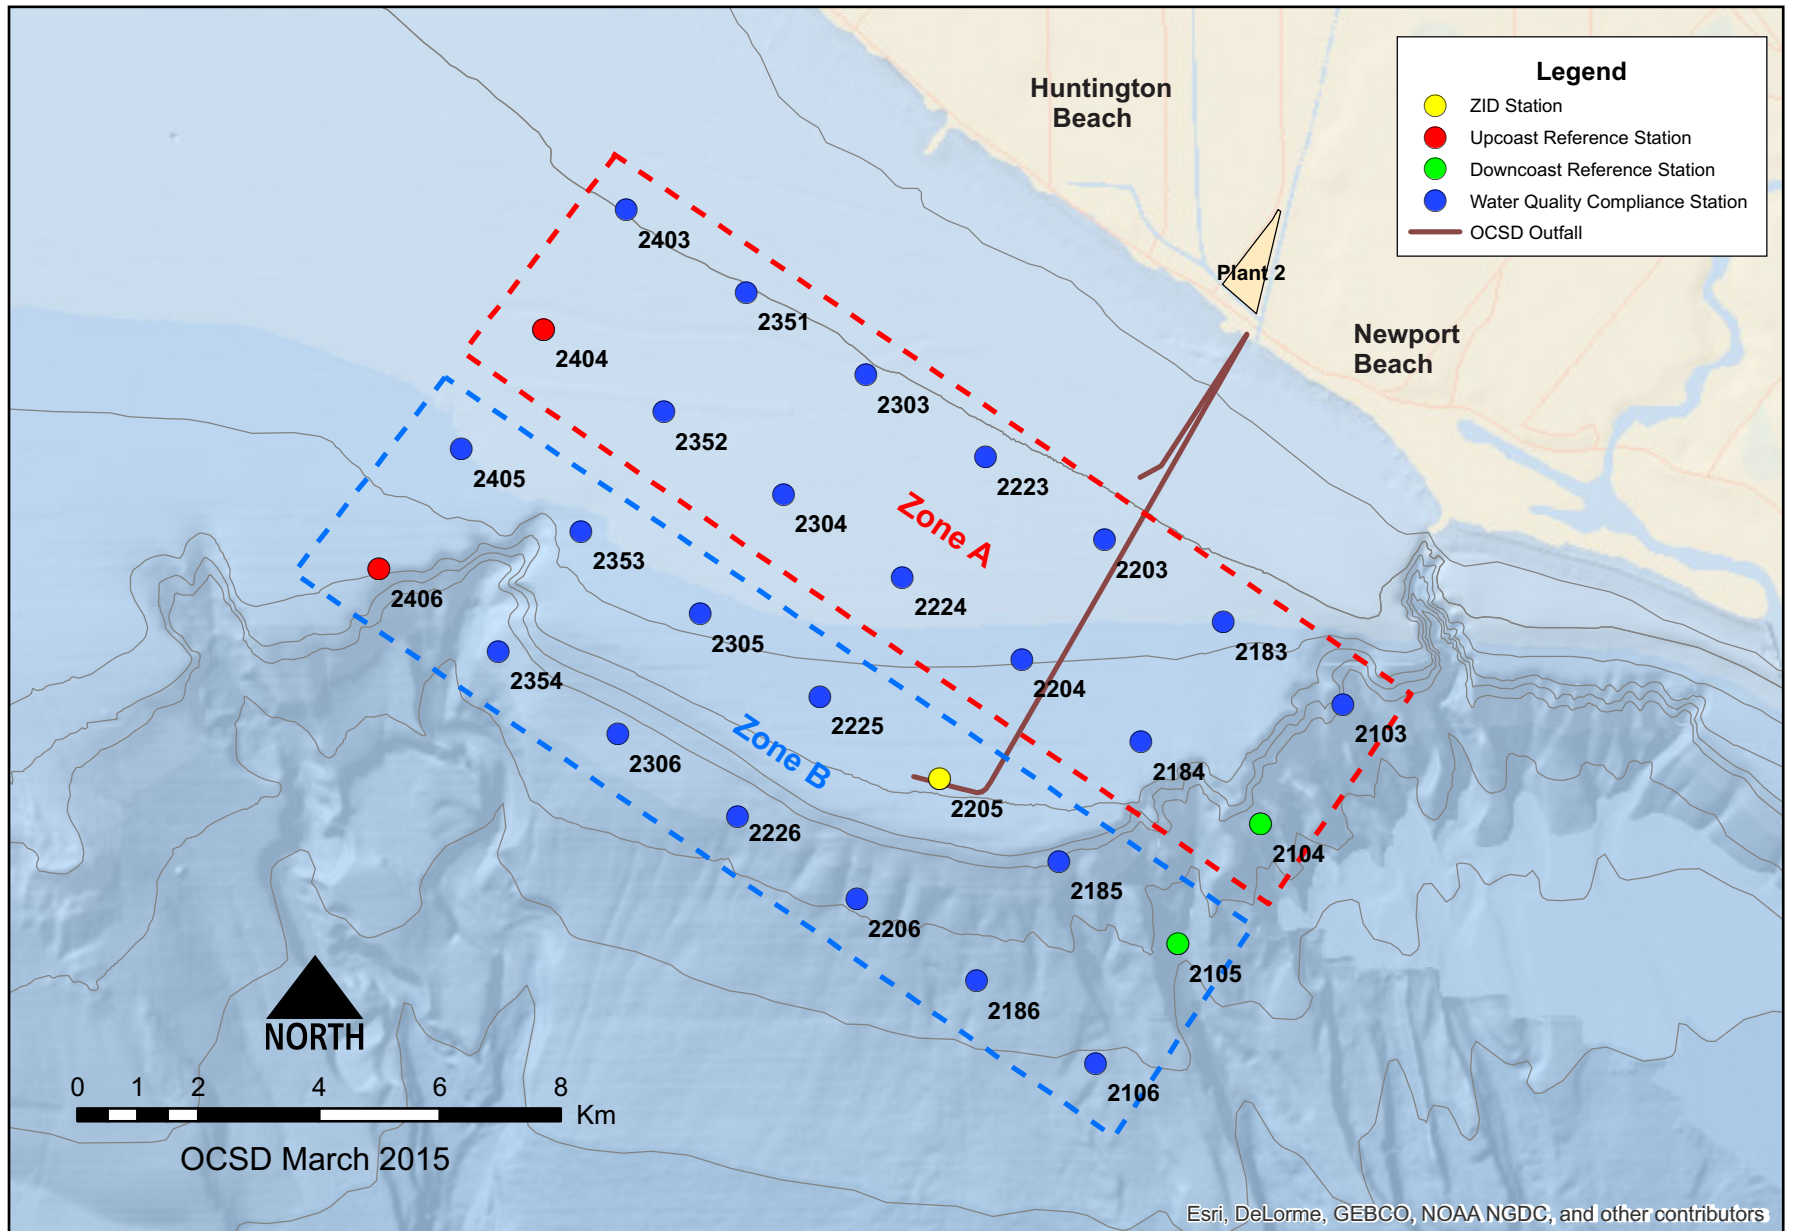 Huntington
Beach
Legend
ZID Station
Upcoast Reference Station
Downcoast Reference Station
Water Quality Compliance Station
OCSD Outfall
Plant 2
Newport
Beach
2403
2351
2404
2303
2352
2223
2405
2304
Zone A
2353
2203
2406
2224
2305
2183
2354
2204
2225
2103
Zone B
2306
2184
2205
2226
2104
2185
2206
2105
2186
2106
NORTH
0 1 2 4 6 8
Km
OCSD March 2015
Esri, DeLorme, GEBCO, NOAA NGDC, and other contributors